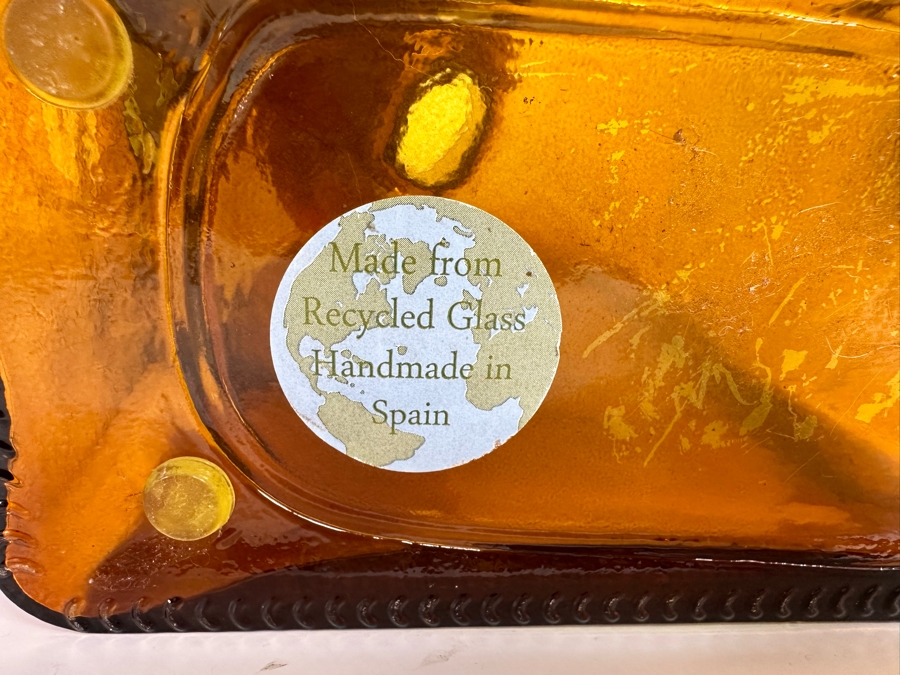 Made from
Recycled Glass
Handmade in
Spain